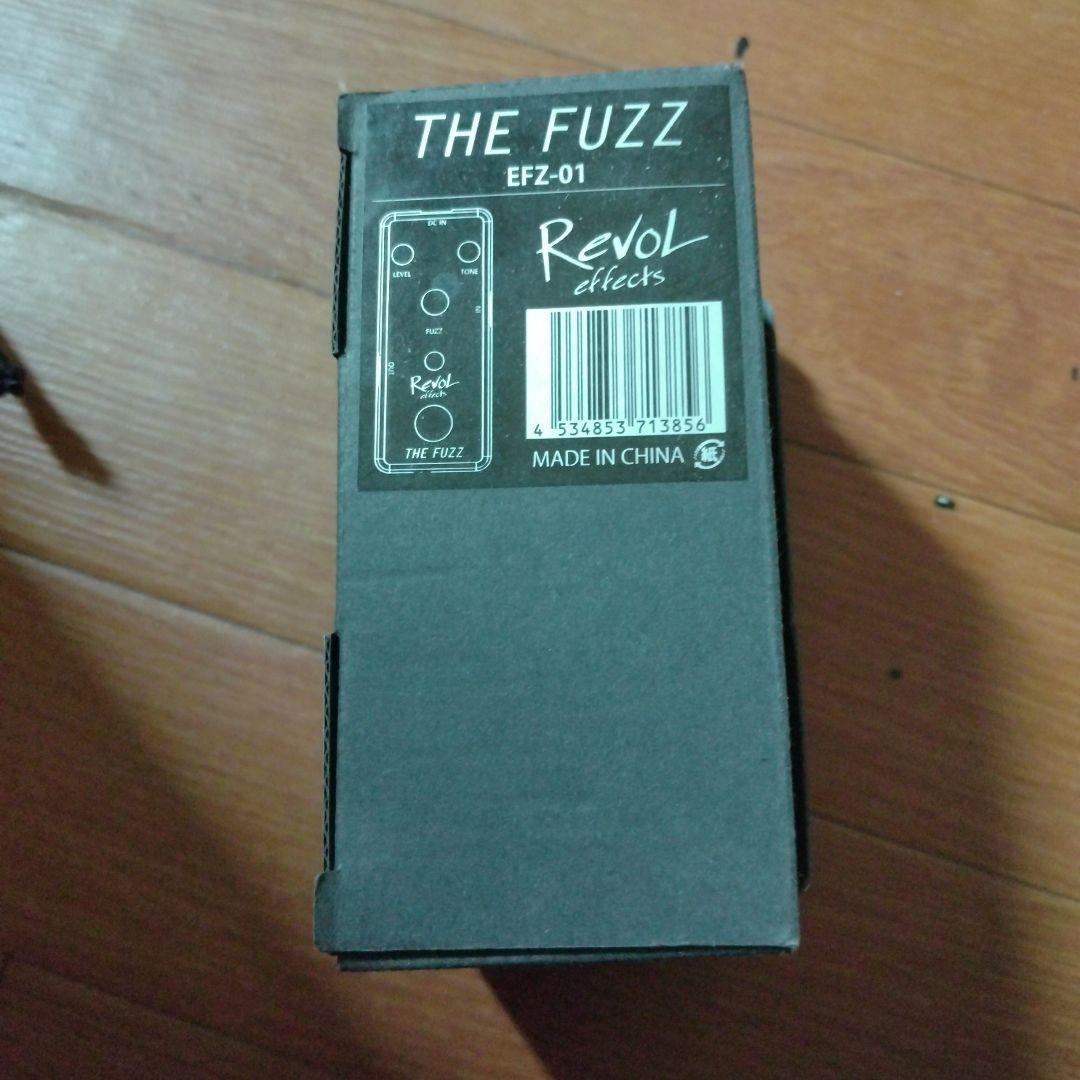 THE FUZZ
EFZ-01
DC IN
LEVEL
TONE
FUZZ
IN
OUT
Revol
effects
THE FUZZ
Revol
effects
4 534853 713856
MADE IN CHINA
紙